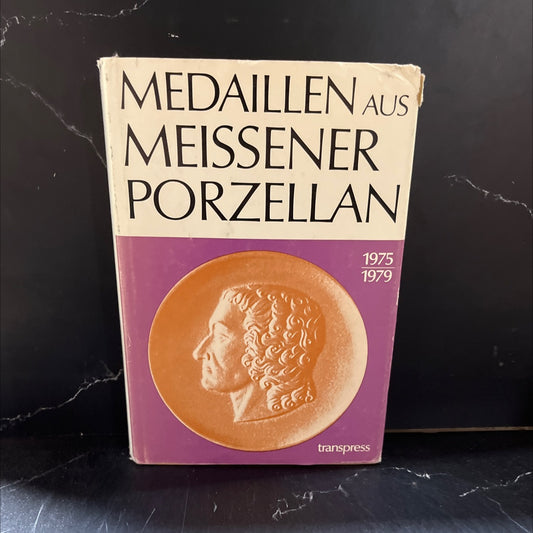 MEDAILLEN AUS
MEISSENER
PORZELLAN
1975
1979
transpress